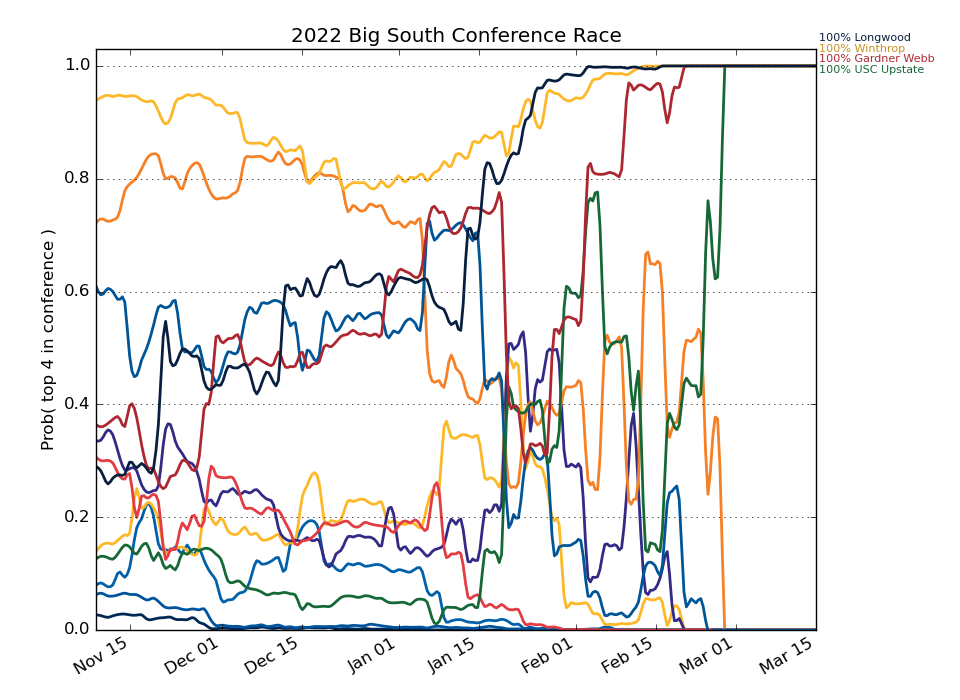 2022 Big South Conference Race
100% Longwood
100% Winthrop
100% Gardner Webb
100% USC Upstate
Prob( top 4 in conference )
1.0
0.8
0.6
0.4
0.2
0.0
Nov 15
Dec 01
Dec 15
Jan 01
Jan 15
Feb 01
Feb 15
Mar 01
Mar 15